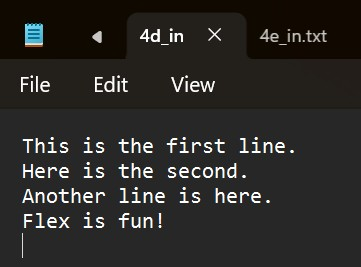 4d_in 4e_in.txt
File Edit View
This is the first line.
Here is the second.
Another line is here.
Flex is fun!